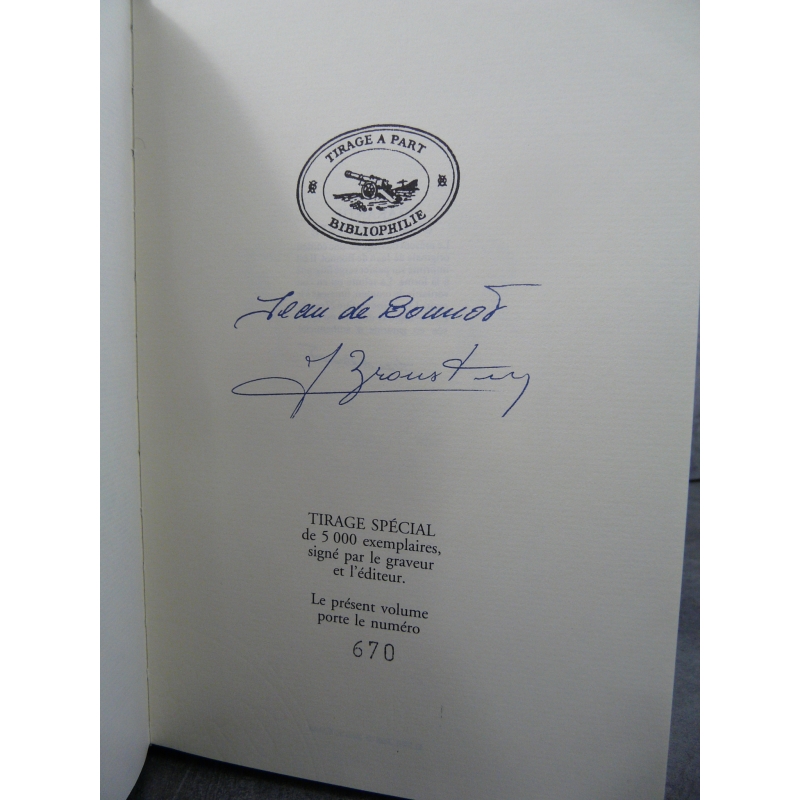 TIRAGE A PART
BIBLIOPHILIE
Jean de Bonnot
TIRAGE SPÉCIAL
de 5 000 exemplaires,
signé par le graveur
et l'éditeur.
Le présent volume
porte le numéro
670